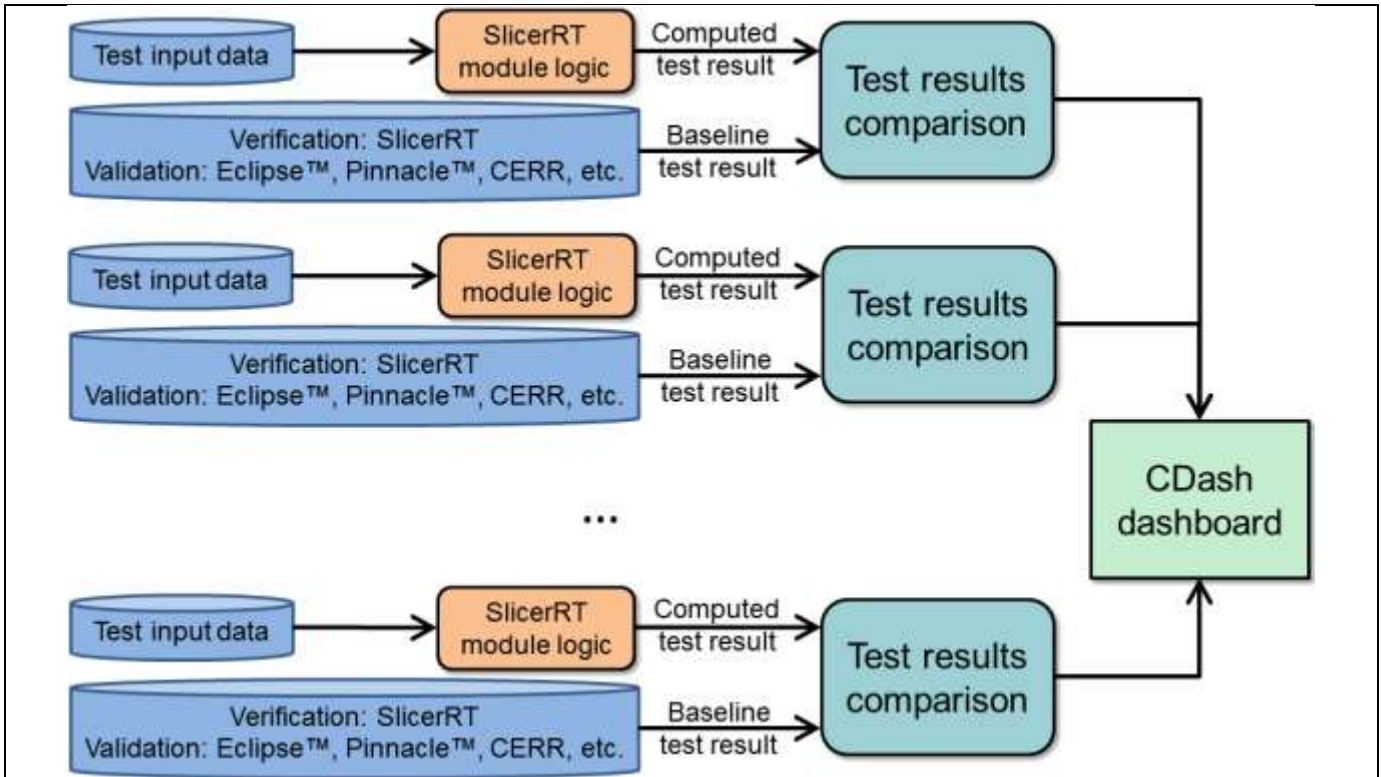 Test input data
SlicerRT
module logic
Computed
test result
Test results
comparison
Verification: SlicerRT
Validation: Eclipse™, Pinnacle™, CERR, etc.
Baseline
test result
Test input data
SlicerRT
module logic
Computed
test result
Test results
comparison
Verification: SlicerRT
Validation: Eclipse™, Pinnacle™, CERR, etc.
Baseline
test result
CDash
dashboard
...
Test input data
SlicerRT
module logic
Computed
test result
Test results
comparison
Verification: SlicerRT
Validation: Eclipse™, Pinnacle™, CERR, etc.
Baseline
test result